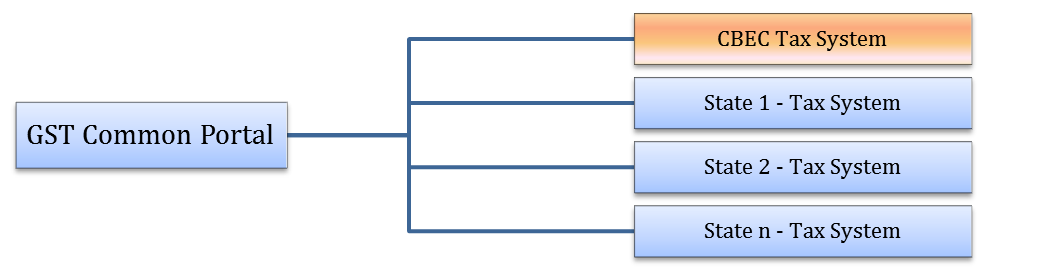 CBEC Tax System
GST Common Portal
State 1 - Tax System
State 2 - Tax System
State n - Tax System